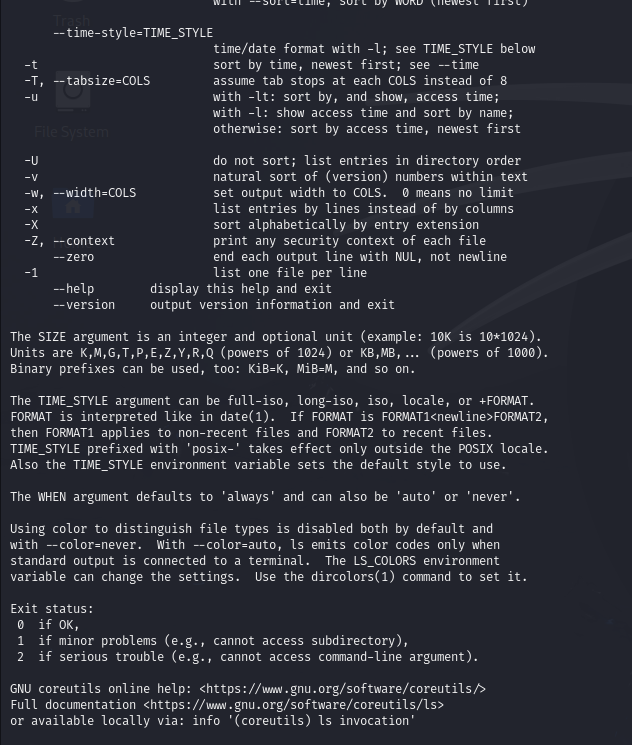 with --sort=time, sort by WORD (newest first)
Trash
--time-style=TIME_STYLE
time/date format with -l; see TIME_STYLE below
-t sort by time, newest first; see --time
-T, --tabsize=COLS assume tab stops at each COLS instead of 8
-u with -lt: sort by, and show, access time;
with -l: show access time and sort by name;
otherwise: sort by access time, newest first
File System
-U do not sort; list entries in directory order
-v natural sort of (version) numbers within text
-w, --width=COLS set output width to COLS.  0 means no limit
-x list entries by lines instead of by columns
-X sort alphabetically by entry extension
-Z, --context print any security context of each file
--zero end each output line with NUL, not newline
-1 list one file per line
--help display this help and exit
--version output version information and exit
The SIZE argument is an integer and optional unit (example: 10K is 10*1024).
Units are K,M,G,T,P,E,Z,Y,R,Q (powers of 1024) or KB,MB,... (powers of 1000).
Binary prefixes can be used, too: KiB=K, MiB=M, and so on.
The TIME_STYLE argument can be full-iso, long-iso, iso, locale, or +FORMAT.
FORMAT is interpreted like in date(1).  If FORMAT is FORMAT1<newline>FORMAT2,
then FORMAT1 applies to non-recent files and FORMAT2 to recent files.
TIME_STYLE prefixed with 'posix-' takes effect only outside the POSIX locale.
Also the TIME_STYLE environment variable sets the default style to use.
The WHEN argument defaults to 'always' and can also be 'auto' or 'never'.
Using color to distinguish file types is disabled both by default and
with --color=never.  With --color=auto, ls emits color codes only when
standard output is connected to a terminal.  The LS_COLORS environment
variable can change the settings.  Use the dircolors(1) command to set it.
Exit status:
0  if OK,
1  if minor problems (e.g., cannot access subdirectory),
2  if serious trouble (e.g., cannot access command-line argument).
GNU coreutils online help: <https://www.gnu.org/software/coreutils/>
Full documentation <https://www.gnu.org/software/coreutils/ls>
or available locally via: info '(coreutils) ls invocation'